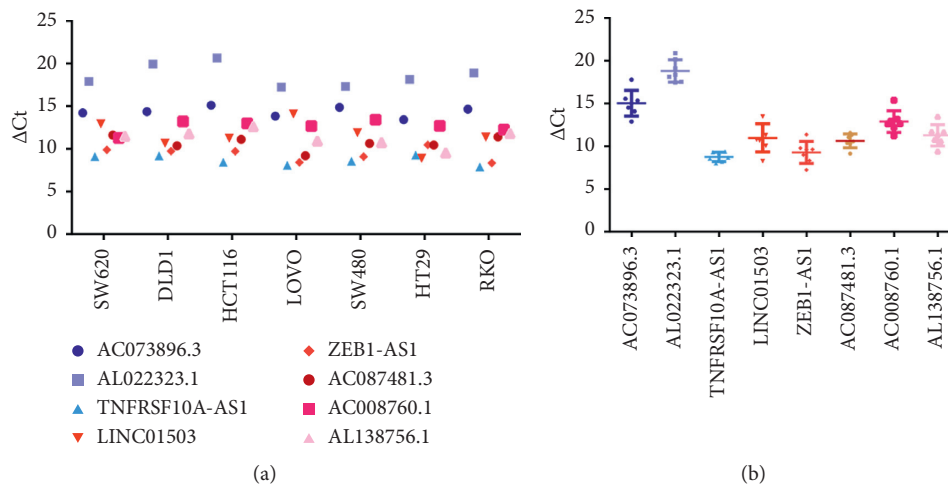 25
20
15
10
5
0
ΔCt
SW620
DLD1
HCT116
LOVO
SW480
HT29
RKO
AC073896.3
AL022323.1
TNFRSF10A-AS1
LINC01503
ZEB1-AS1
AC087481.3
AC008760.1
AL138756.1
(a)
25
20
15
10
5
0
ΔCt
AC073896.3
AL022323.1
TNFRSF10A-AS1
LINC01503
ZEB1-AS1
AC087481.3
AC008760.1
AL138756.1
(b)